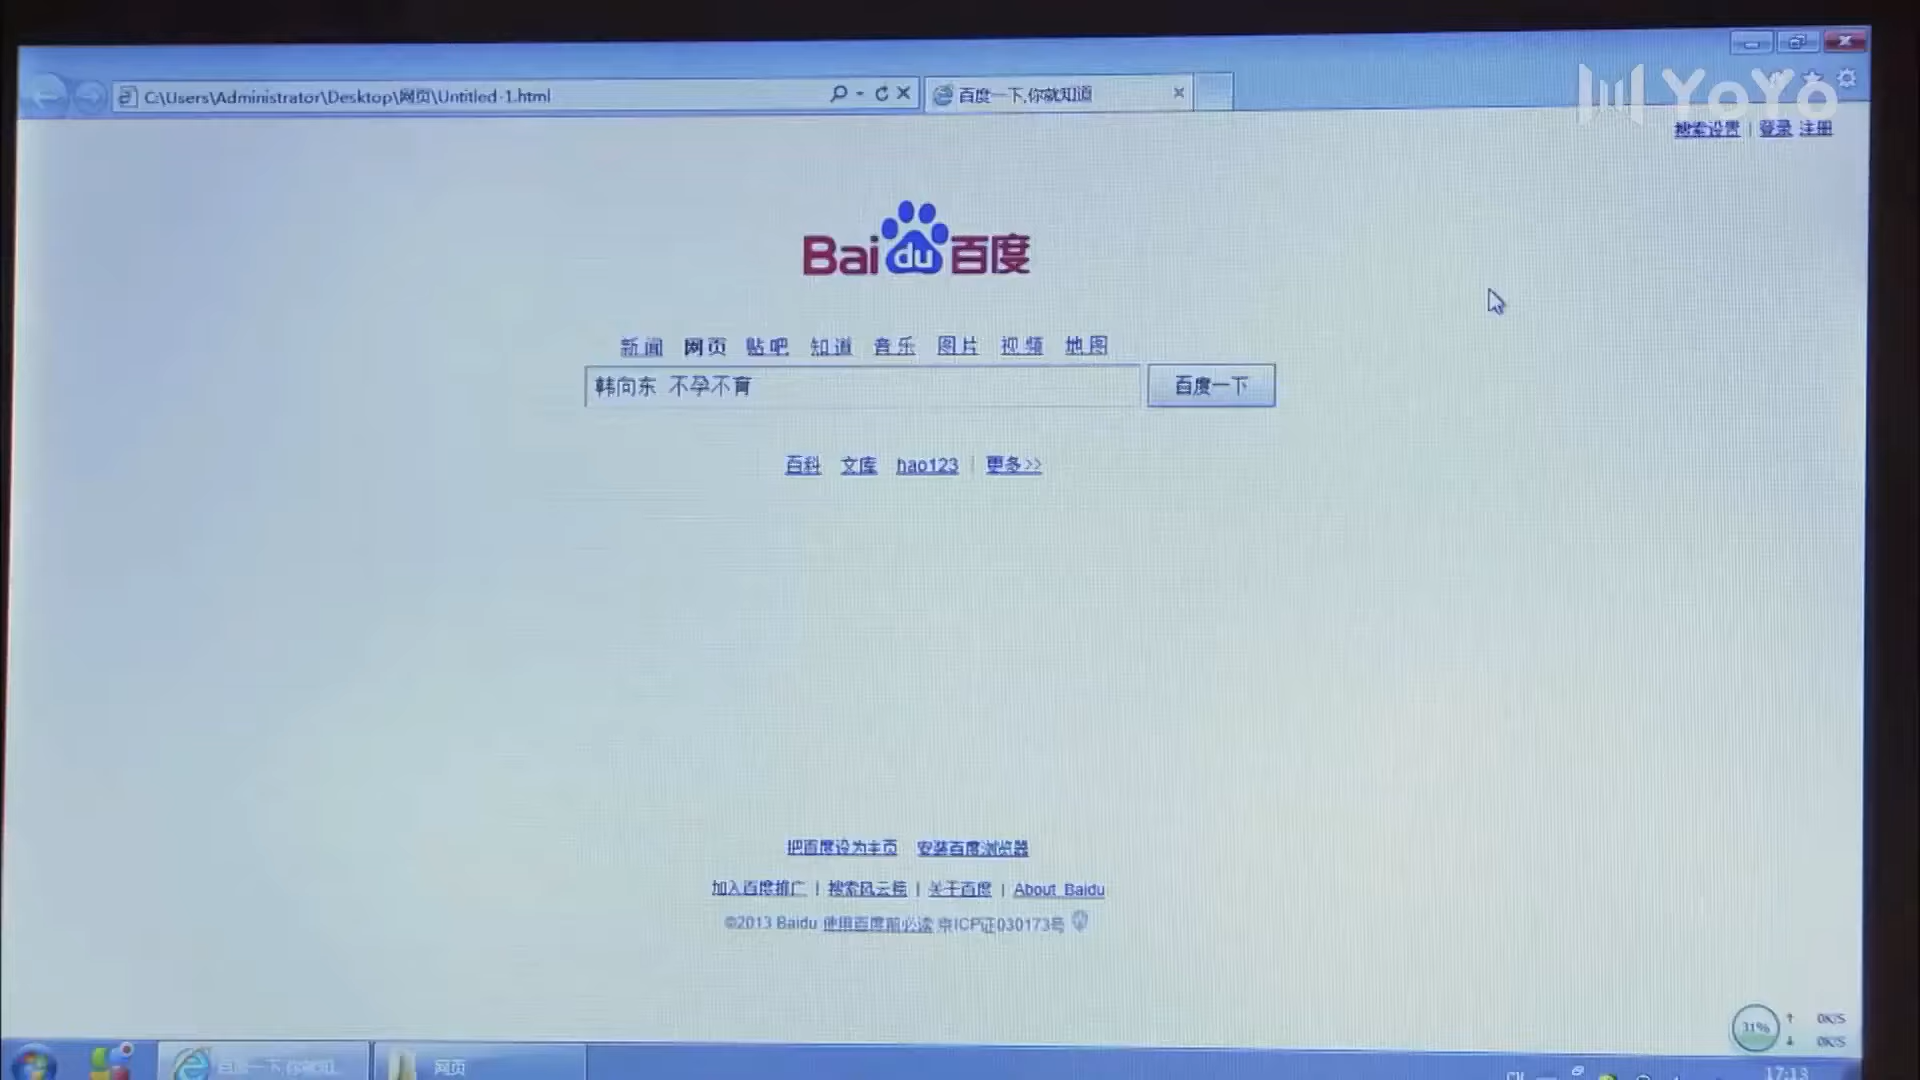 C:\Users\Administrator\Desktop\网页\Untitled-1.html
百度一下,你就知道
YOYO
搜索设置 | 登录 注册
Bai du 百度
新闻 网页 贴吧 知道 音乐 图片 视频 地图
韩向东 不孕不育
百度一下
百科 文库 hao123 | 更多>>
把百度设为主页 安装百度浏览器
加入百度推广 | 搜索风云榜 | 关于百度 | About Baidu
©2013 Baidu 使用百度前必读 京ICP证030173号
31%
0K/S
0K/S
网页
17:13